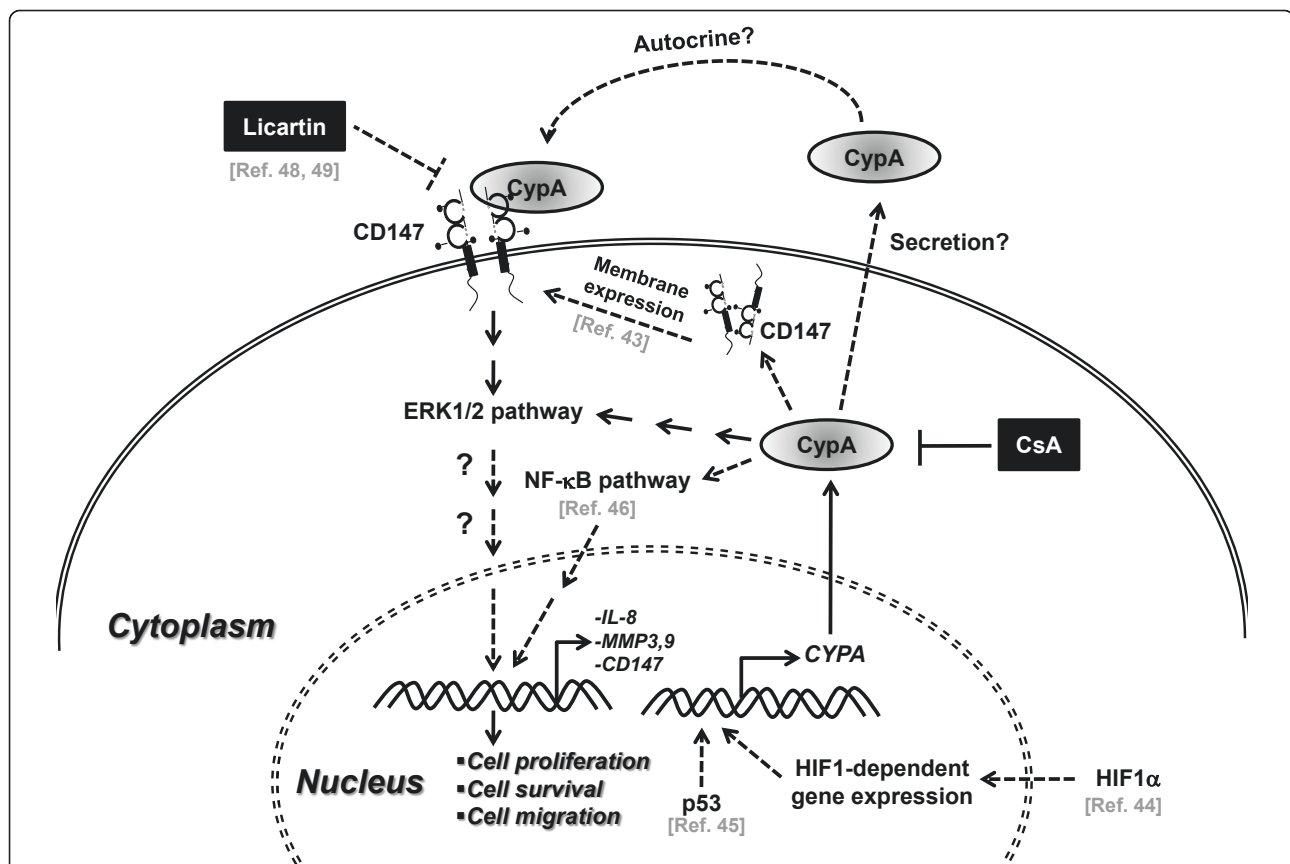 Autocrine?
Licartin
[Ref. 48, 49]
CypA
CypA
CD147
Secretion?
Membrane
expression
[Ref. 43]
CD147
ERK1/2 pathway
CypA
CsA
?
NF-κB pathway
[Ref. 46]
?
Cytoplasm
-IL-8
-MMP3,9
-CD147
CYPA
Nucleus
▪Cell proliferation
▪Cell survival
▪Cell migration
p53
[Ref. 45]
HIF1-dependent
gene expression
HIF1α
[Ref. 44]